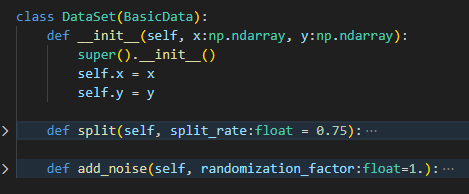 class DataSet(BasicData):
    def __init__(self, x:np.ndarray, y:np.ndarray):
        super().__init__()
        self.x = x
        self.y = y
    def split(self, split_rate:float = 0.75):···
    def add_noise(self, randomization_factor:float=1.):···